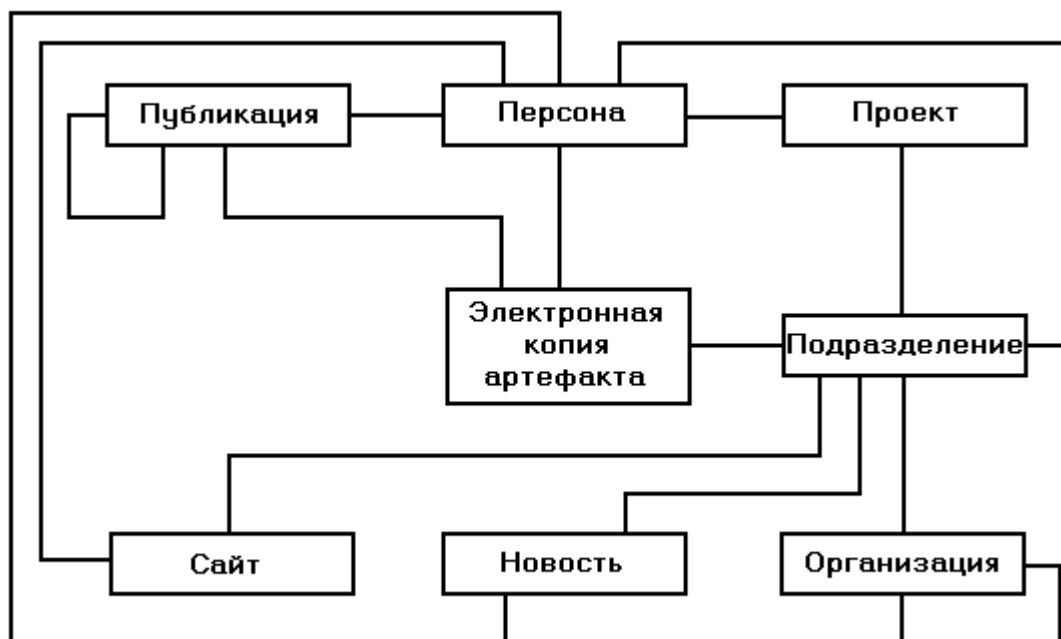 Публикация
Персона
Проект
Электронная
копия
артефакта
Подразделение
Сайт
Новость
Организация